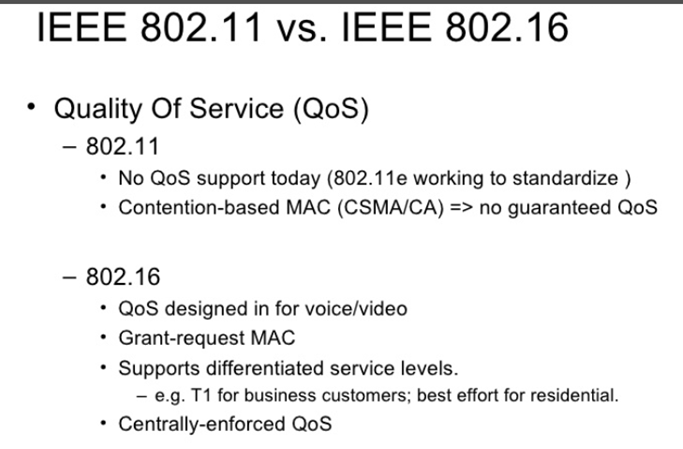 IEEE 802.11 vs. IEEE 802.16
• Quality Of Service (QoS)
– 802.11
• No QoS support today (802.11e working to standardize )
• Contention-based MAC (CSMA/CA) => no guaranteed QoS
– 802.16
• QoS designed in for voice/video
• Grant-request MAC
• Supports differentiated service levels.
– e.g. T1 for business customers; best effort for residential.
• Centrally-enforced QoS